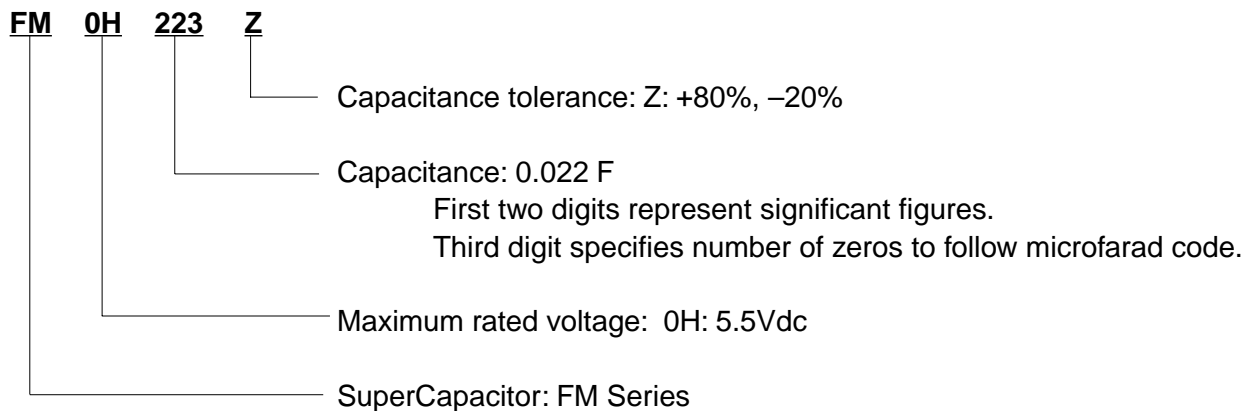 FM 0H 223 Z
Capacitance tolerance: Z: +80%, –20%
Capacitance: 0.022 F
First two digits represent significant figures.
Third digit specifies number of zeros to follow microfarad code.
Maximum rated voltage: 0H: 5.5Vdc
SuperCapacitor: FM Series